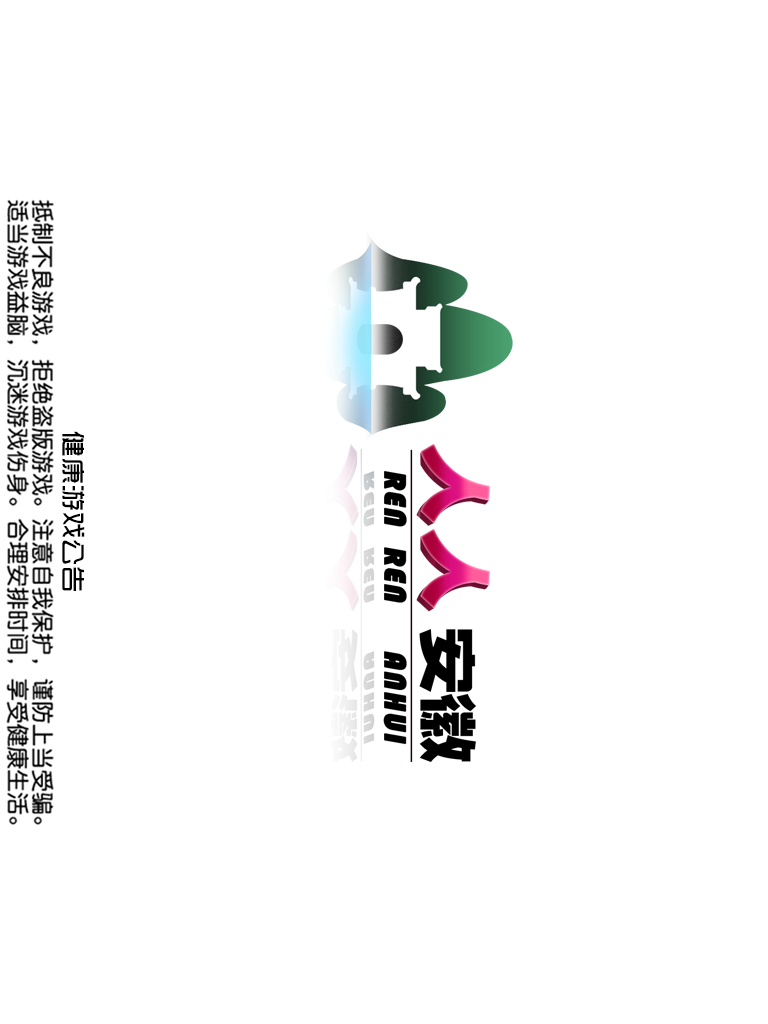 人人安徽
REN REN ANHUI
健康游戏公告
抵制不良游戏，拒绝盗版游戏。注意自我保护，谨防上当受骗。
适当游戏益脑，沉迷游戏伤身。合理安排时间，享受健康生活。